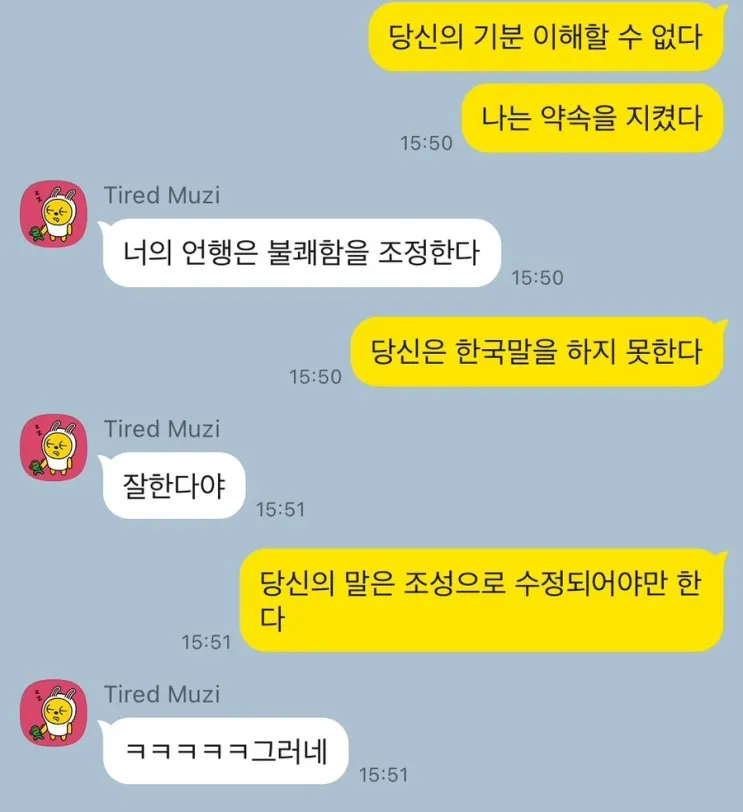 당신의 기분 이해할 수 없다
나는 약속을 지켰다
15:50
Tired Muzi
너의 언행은 불쾌함을 조정한다
15:50
당신은 한국말을 하지 못한다
15:50
Tired Muzi
잘한다야
15:51
당신의 말은 조성으로 수정되어야만 한
다
15:51
Tired Muzi
ㅋㅋㅋㅋㅋ그러네
15:51